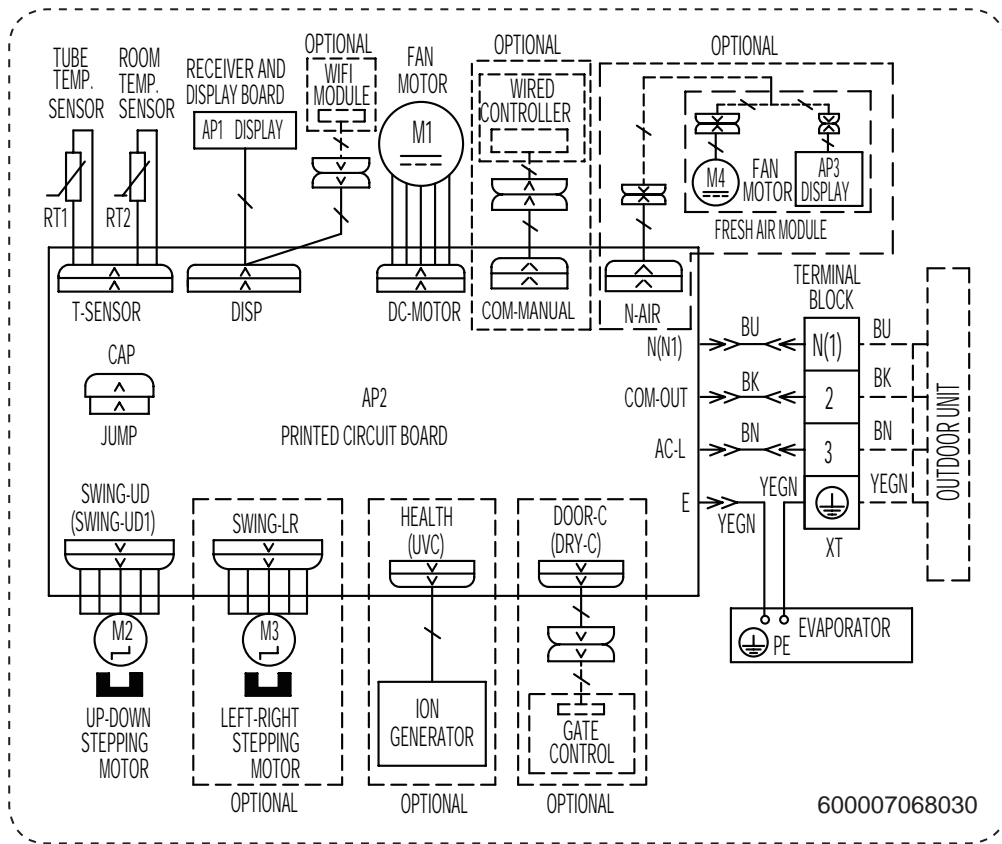 TUBE
TEMP.
SENSOR
ROOM
TEMP.
SENSOR
RECEIVER AND
DISPLAY BOARD
AP1 DISPLAY
OPTIONAL
WIFI
MODULE
FAN
MOTOR
M1
OPTIONAL
WIRED
CONTROLLER
OPTIONAL
M4
FAN
MOTOR
AP3
DISPLAY
FRESH AIR MODULE
RT1
RT2
T-SENSOR
DISP
DC-MOTOR
COM-MANUAL
N-AIR
TERMINAL
BLOCK
N(N1)
BU
N(1)
BU
COM-OUT
BK
2
BK
AC-L
BN
3
BN
E
YEGN
YEGN
YEGN
XT
OUTDOOR UNIT
CAP
JUMP
AP2
PRINTED CIRCUIT BOARD
SWING-UD
(SWING-UD1)
SWING-LR
HEALTH
(UVC)
DOOR-C
(DRY-C)
PE
EVAPORATOR
M2
UP-DOWN
STEPPING
MOTOR
M3
LEFT-RIGHT
STEPPING
MOTOR
OPTIONAL
ION
GENERATOR
OPTIONAL
GATE
CONTROL
OPTIONAL
600007068030